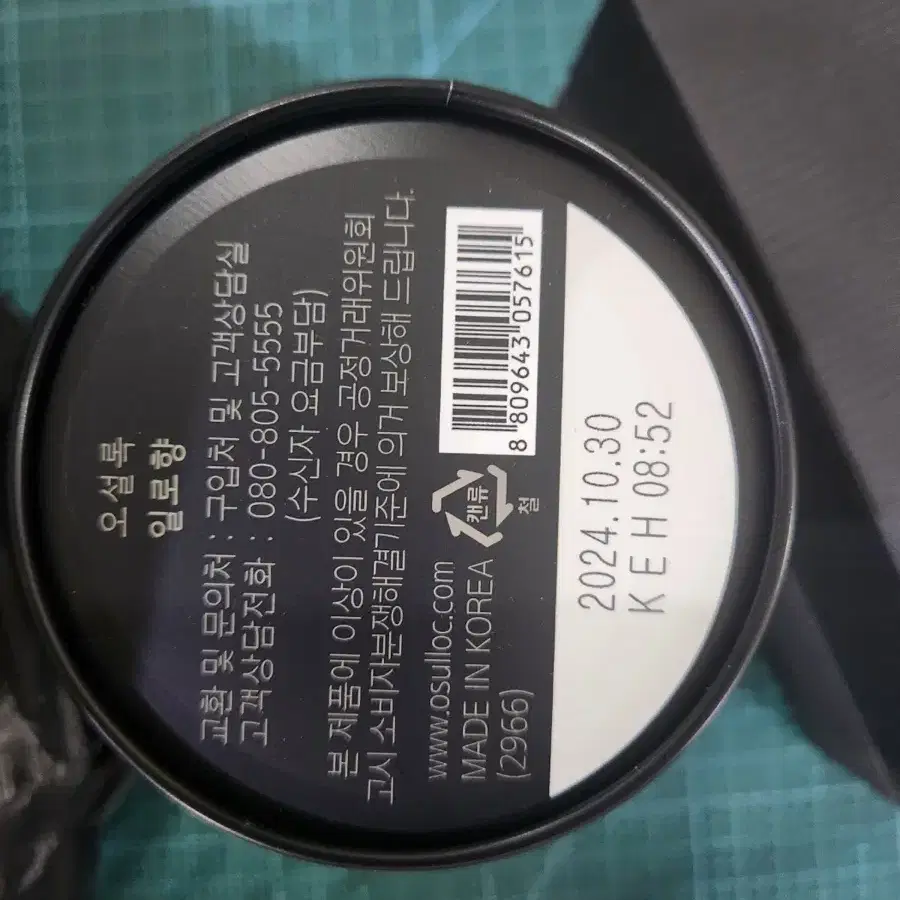 오설록
일로향
교환 및 문의처 : 구입처 및 고객상담실
고객상담전화 : 080-805-5555
(수신자 요금부담)
본 제품에 이상이 있을 경우 공정거래위원회
고시 소비자분쟁해결기준에 의거 보상해 드립니다.
www.osulloc.com
MADE IN KOREA
(2966)
캔류
철
8 809643 057615
2024.10.30
KEH 08:52